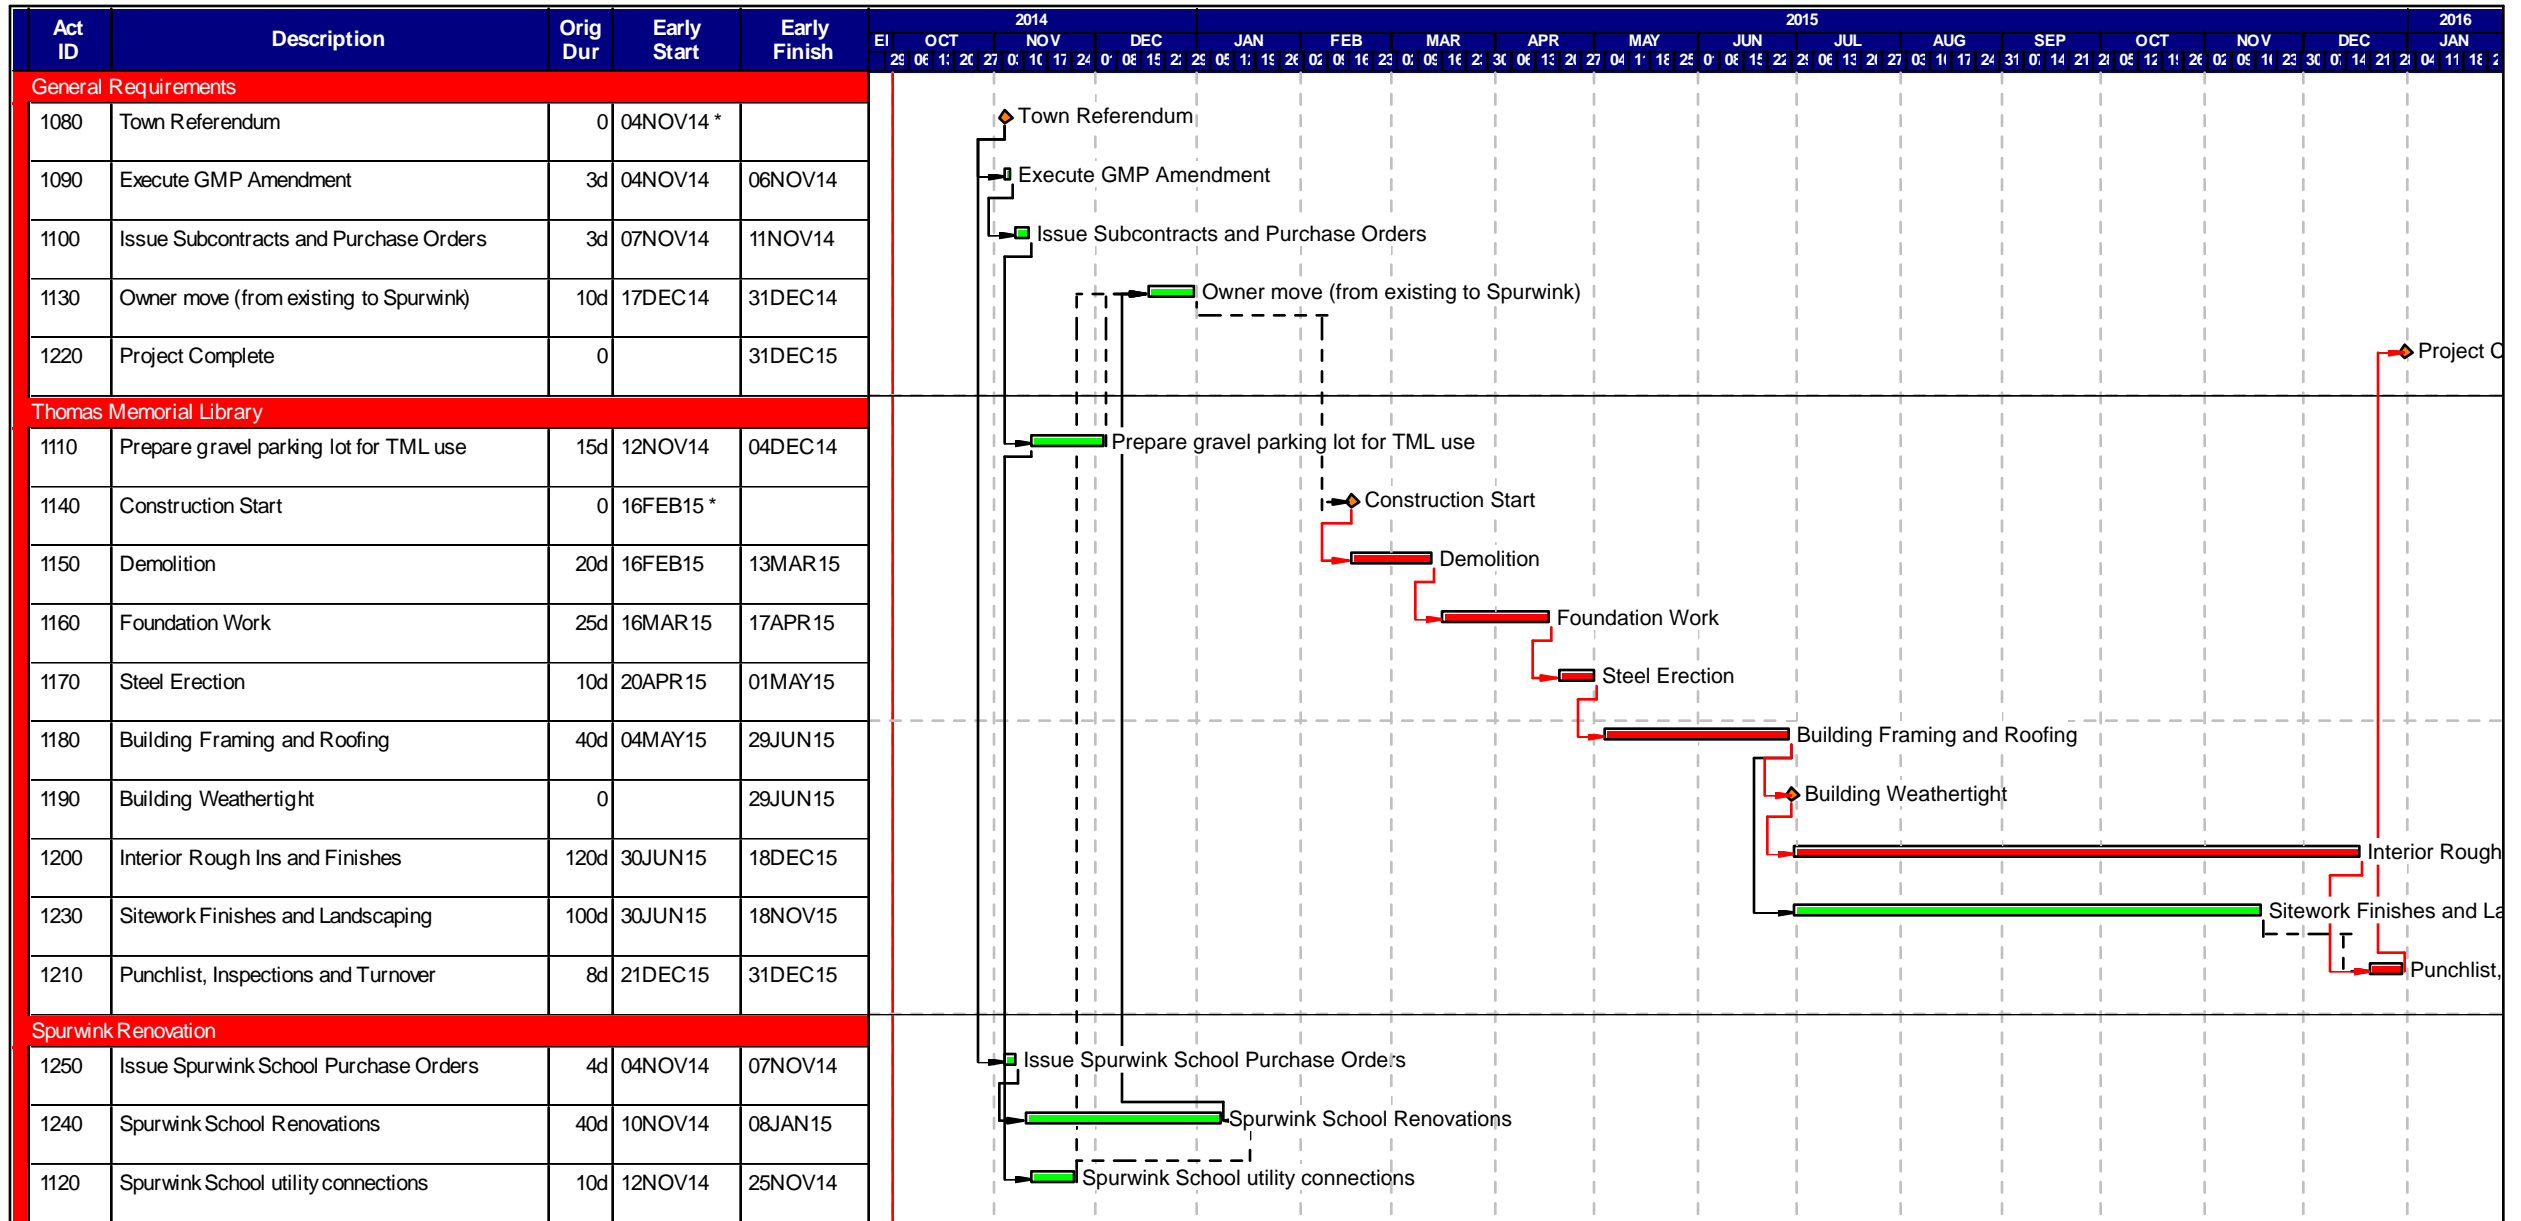 Act ID Description Orig Dur Early Start Early Finish
2014 2015 2016
OCT NOV DEC JAN FEB MAR APR MAY JUN JUL AUG SEP OCT NOV DEC JAN
General Requirements
1080 Town Referendum 0 04NOV14 * Town Referendum
1090 Execute GMP Amendment 3d 04NOV14 06NOV14 Execute GMP Amendment
1100 Issue Subcontracts and Purchase Orders 3d 07NOV14 11NOV14 Issue Subcontracts and Purchase Orders
1130 Owner move (from existing to Spurwink) 10d 17DEC14 31DEC14 Owner move (from existing to Spurwink)
1220 Project Complete 0 31DEC15 Project C
Thomas Memorial Library
1110 Prepare gravel parking lot for TML use 15d 12NOV14 04DEC14 Prepare gravel parking lot for TML use
1140 Construction Start 0 16FEB15 * Construction Start
1150 Demolition 20d 16FEB15 13MAR15 Demolition
1160 Foundation Work 25d 16MAR15 17APR15 Foundation Work
1170 Steel Erection 10d 20APR15 01MAY15 Steel Erection
1180 Building Framing and Roofing 40d 04MAY15 29JUN15 Building Framing and Roofing
1190 Building Weathertight 0 29JUN15 Building Weathertight
1200 Interior Rough Ins and Finishes 120d 30JUN15 18DEC15 Interior Rough
1230 Sitework Finishes and Landscaping 100d 30JUN15 18NOV15 Sitework Finishes and La
1210 Punchlist, Inspections and Turnover 8d 21DEC15 31DEC15 Punchlist,
Spurwink Renovation
1250 Issue Spurwink School Purchase Orders 4d 04NOV14 07NOV14 Issue Spurwink School Purchase Orders
1240 Spurwink School Renovations 40d 10NOV14 08JAN15 Spurwink School Renovations
1120 Spurwink School utility connections 10d 12NOV14 25NOV14 Spurwink School utility connections